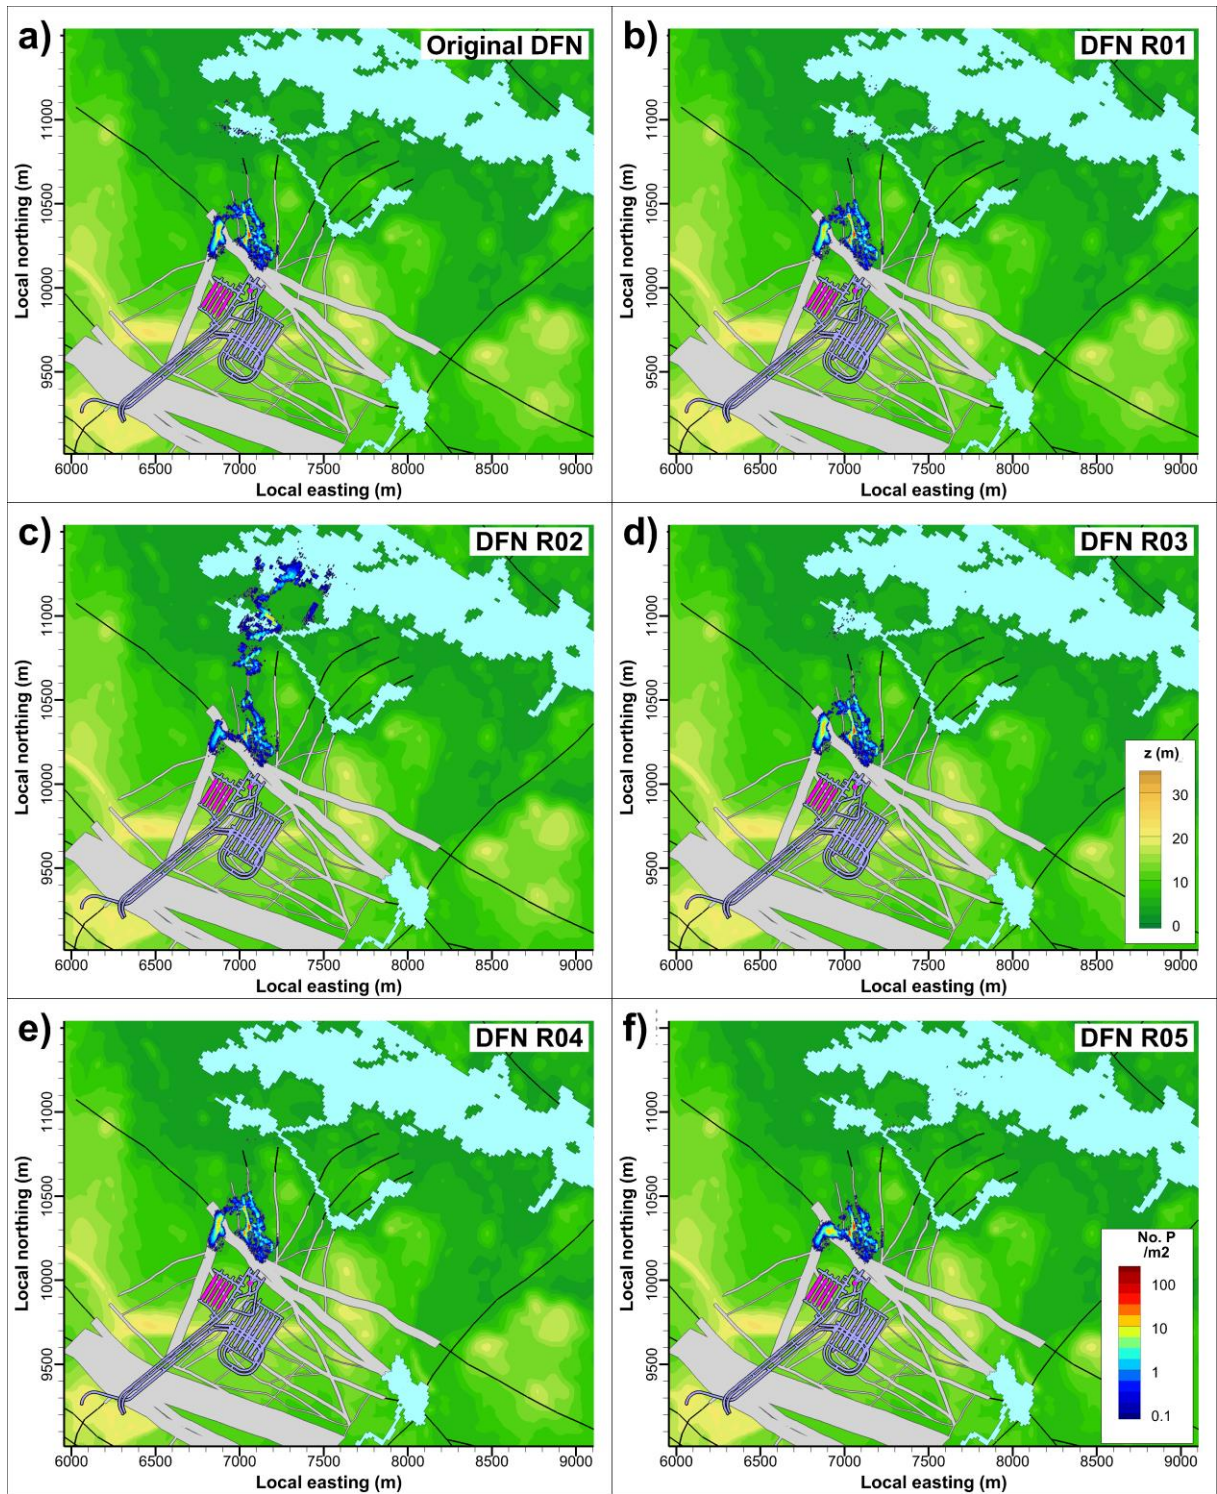 a)
Original DFN
Local northing (m)
11000
10500
10000
9500
6000 6500 7000 7500 8000 8500 9000
Local easting (m)
b)
DFN R01
Local northing (m)
11000
10500
10000
9500
6000 6500 7000 7500 8000 8500 9000
Local easting (m)
c)
DFN R02
Local northing (m)
11000
10500
10000
9500
6000 6500 7000 7500 8000 8500 9000
Local easting (m)
d)
DFN R03
Local northing (m)
11000
10500
10000
9500
z (m)
30
20
10
0
6000 6500 7000 7500 8000 8500 9000
Local easting (m)
e)
DFN R04
Local northing (m)
11000
10500
10000
9500
6000 6500 7000 7500 8000 8500 9000
Local easting (m)
f)
DFN R05
Local northing (m)
11000
10500
10000
9500
No. P
/m2
100
10
1
0.1
6000 6500 7000 7500 8000 8500 9000
Local easting (m)